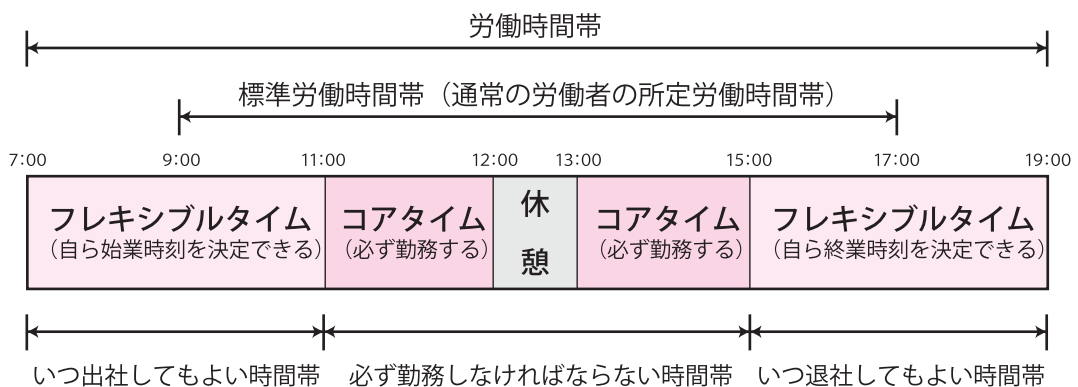 労働時間帯
標準労働時間帯（通常の労働者の所定労働時間帯）
7:00 9:00 11:00 12:00 13:00 15:00 17:00 19:00
フレキシブルタイム
（自ら始業時刻を決定できる）
コアタイム
（必ず勤務する）
休
憩
コアタイム
（必ず勤務する）
フレキシブルタイム
（自ら終業時刻を決定できる）
いつ出社してもよい時間帯
必ず勤務しなければならない時間帯
いつ退社してもよい時間帯